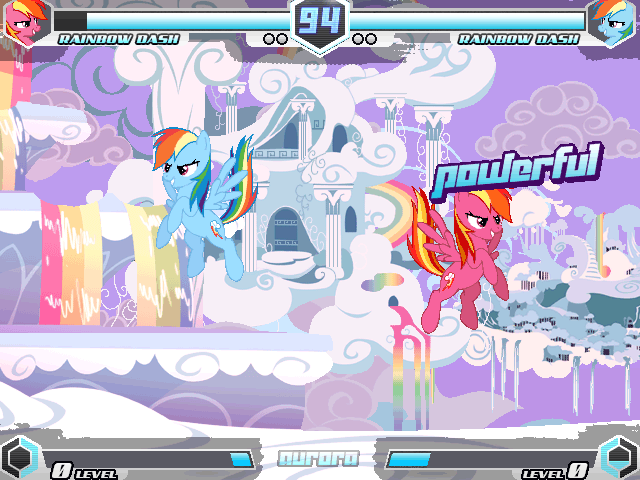 94
RAINBOW DASH
RAINBOW DASH
powerful
0 LEVEL
aurora
LEVEL 0